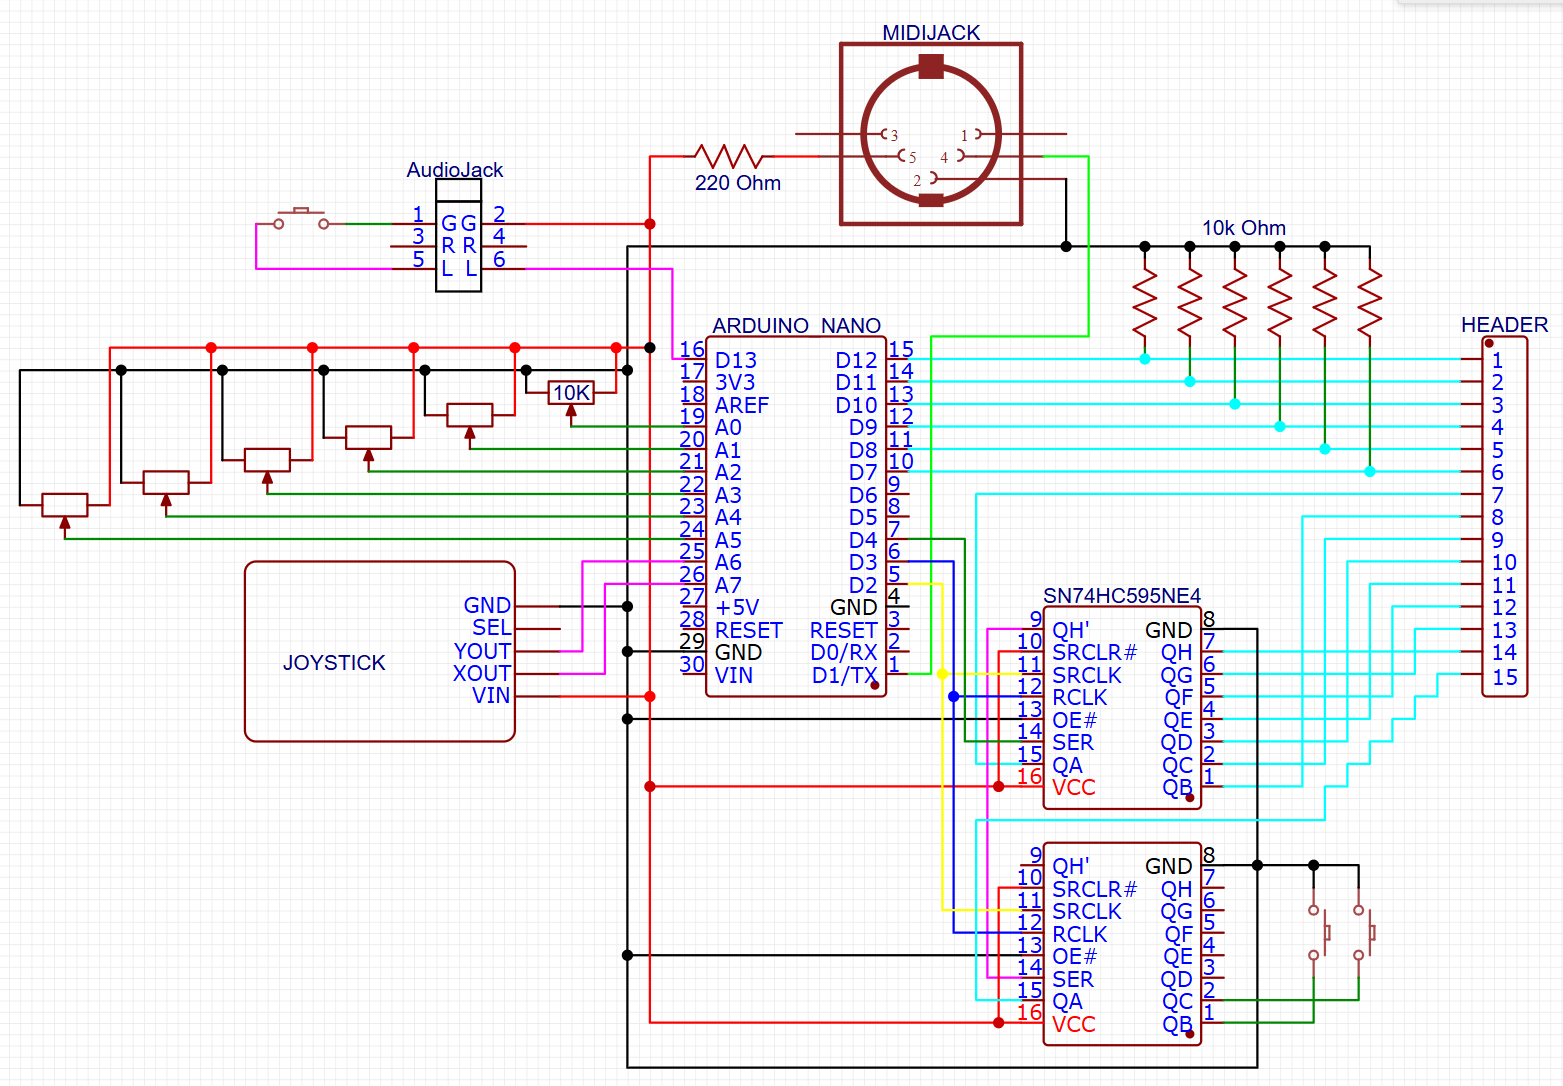 MIDIJACK
3 1
5 4
2
220 Ohm
AudioJack
1 G G 2
3 R R 4
5 L L 6
10k Ohm
10K
ARDUINO_NANO
16 D13 D12 15
17 3V3 D11 14
18 AREF D10 13
19 A0 D9 12
20 A1 D8 11
21 A2 D7 10
22 A3 D6 9
23 A4 D5 8
24 A5 D4 7
25 A6 D3 6
26 A7 D2 5
27 +5V GND 4
28 RESET RESET 3
29 GND D0/RX 2
30 VIN D1/TX 1
HEADER
1
2
3
4
5
6
7
8
9
10
11
12
13
14
15
JOYSTICK
GND
SEL
YOUT
XOUT
VIN
SN74HC595NE4
9 QH' GND 8
10 SRCLR# QH 7
11 SRCLK QG 6
12 RCLK QF 5
13 OE# QE 4
14 SER QD 3
15 QA QC 2
16 VCC QB 1
9 QH' GND 8
10 SRCLR# QH 7
11 SRCLK QG 6
12 RCLK QF 5
13 OE# QE 4
14 SER QD 3
15 QA QC 2
16 VCC QB 1